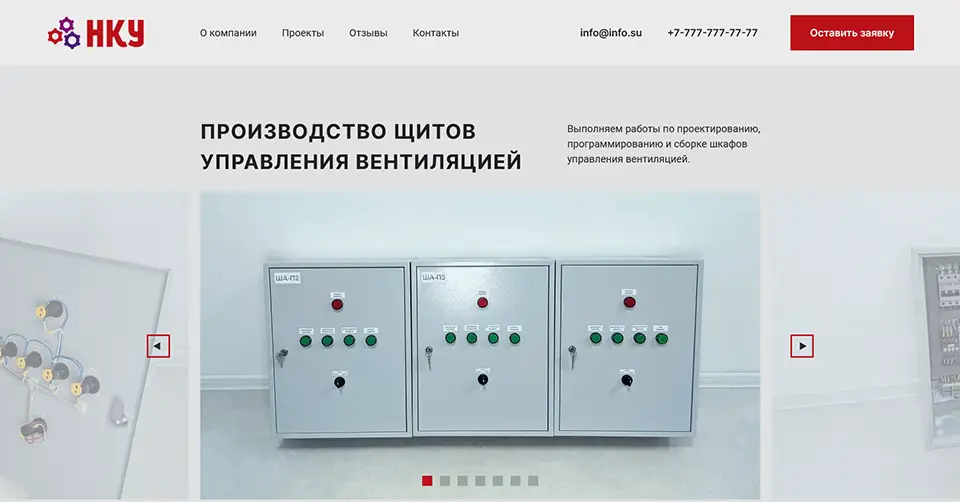 НКУ
О компании
Проекты
Отзывы
Контакты
info@info.su
+7-777-777-77-77
Оставить заявку
ПРОИЗВОДСТВО ЩИТОВ
УПРАВЛЕНИЯ ВЕНТИЛЯЦИЕЙ
Выполняем работы по проектированию,
программированию и сборке шкафов
управления вентиляцией.
ША-П2
ША-П3